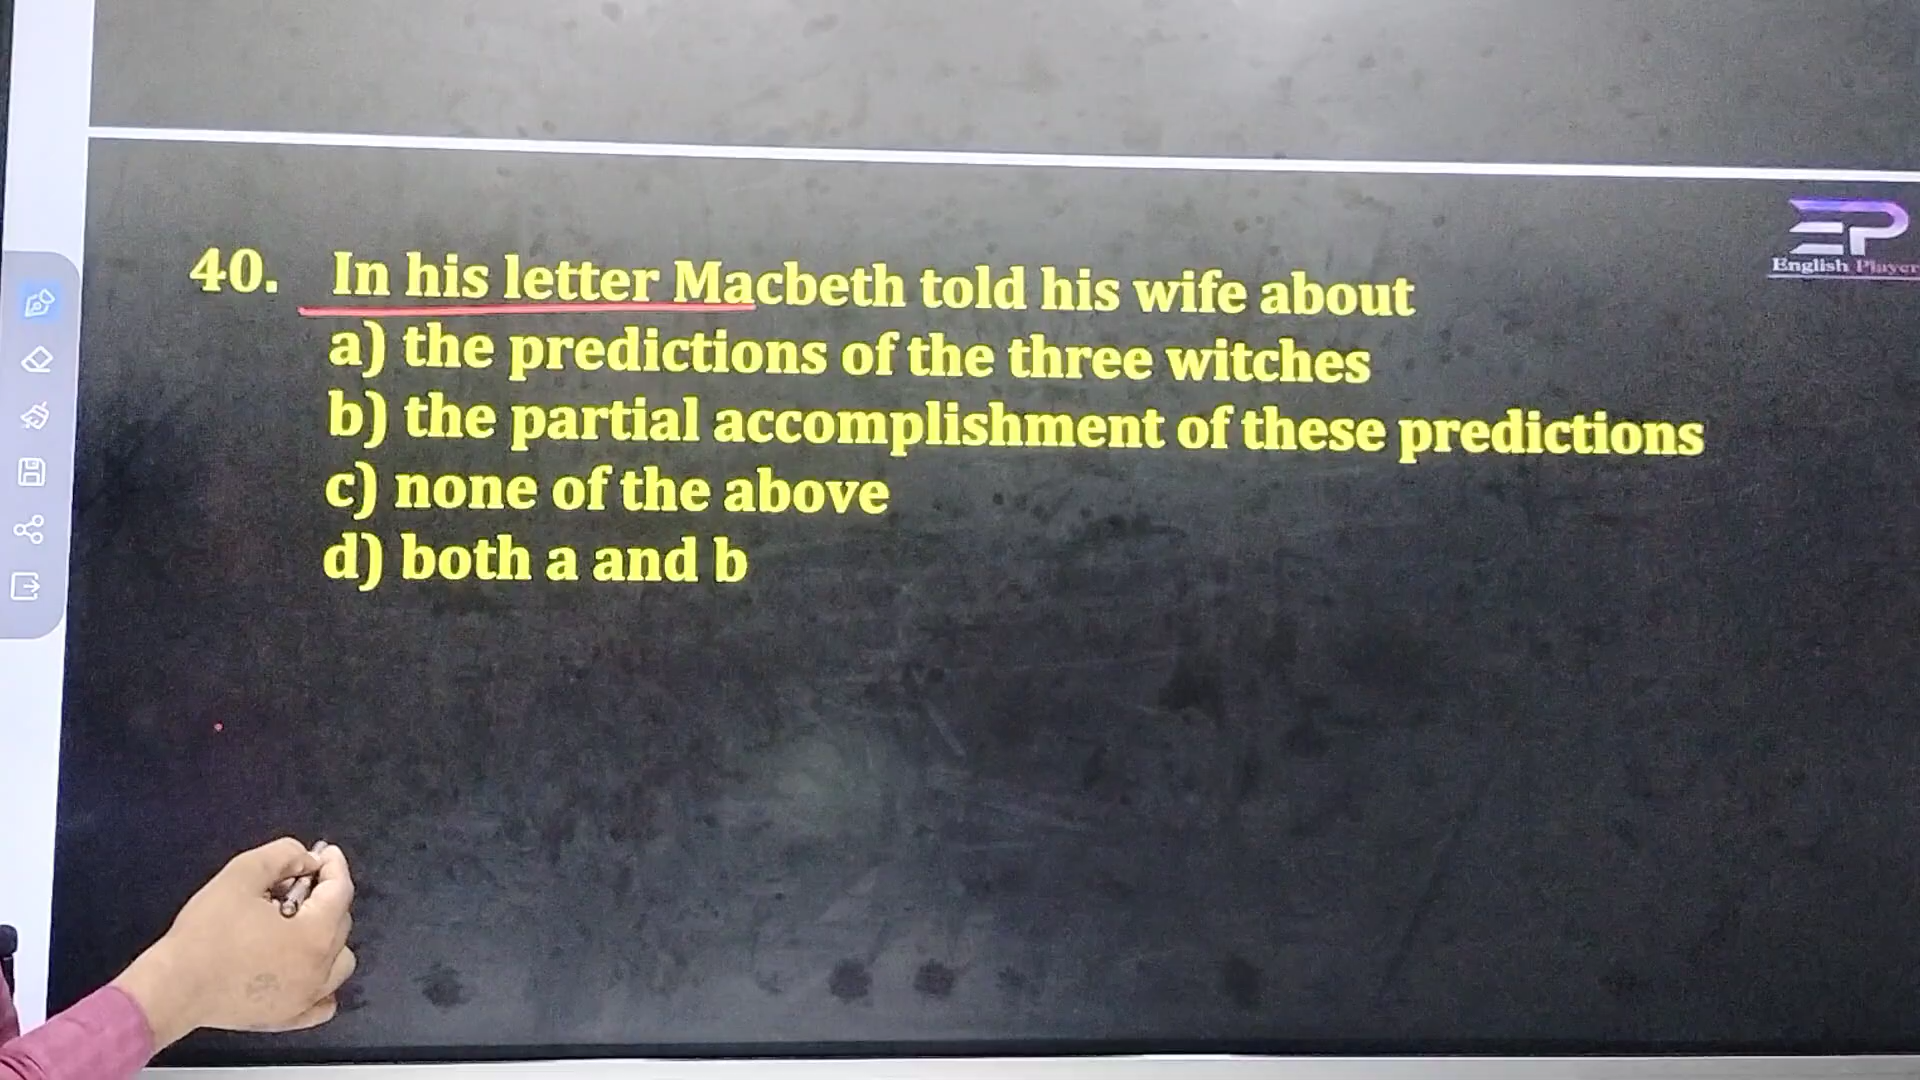 EP
English Player
40. In his letter Macbeth told his wife about
a) the predictions of the three witches
b) the partial accomplishment of these predictions
c) none of the above
d) both a and b